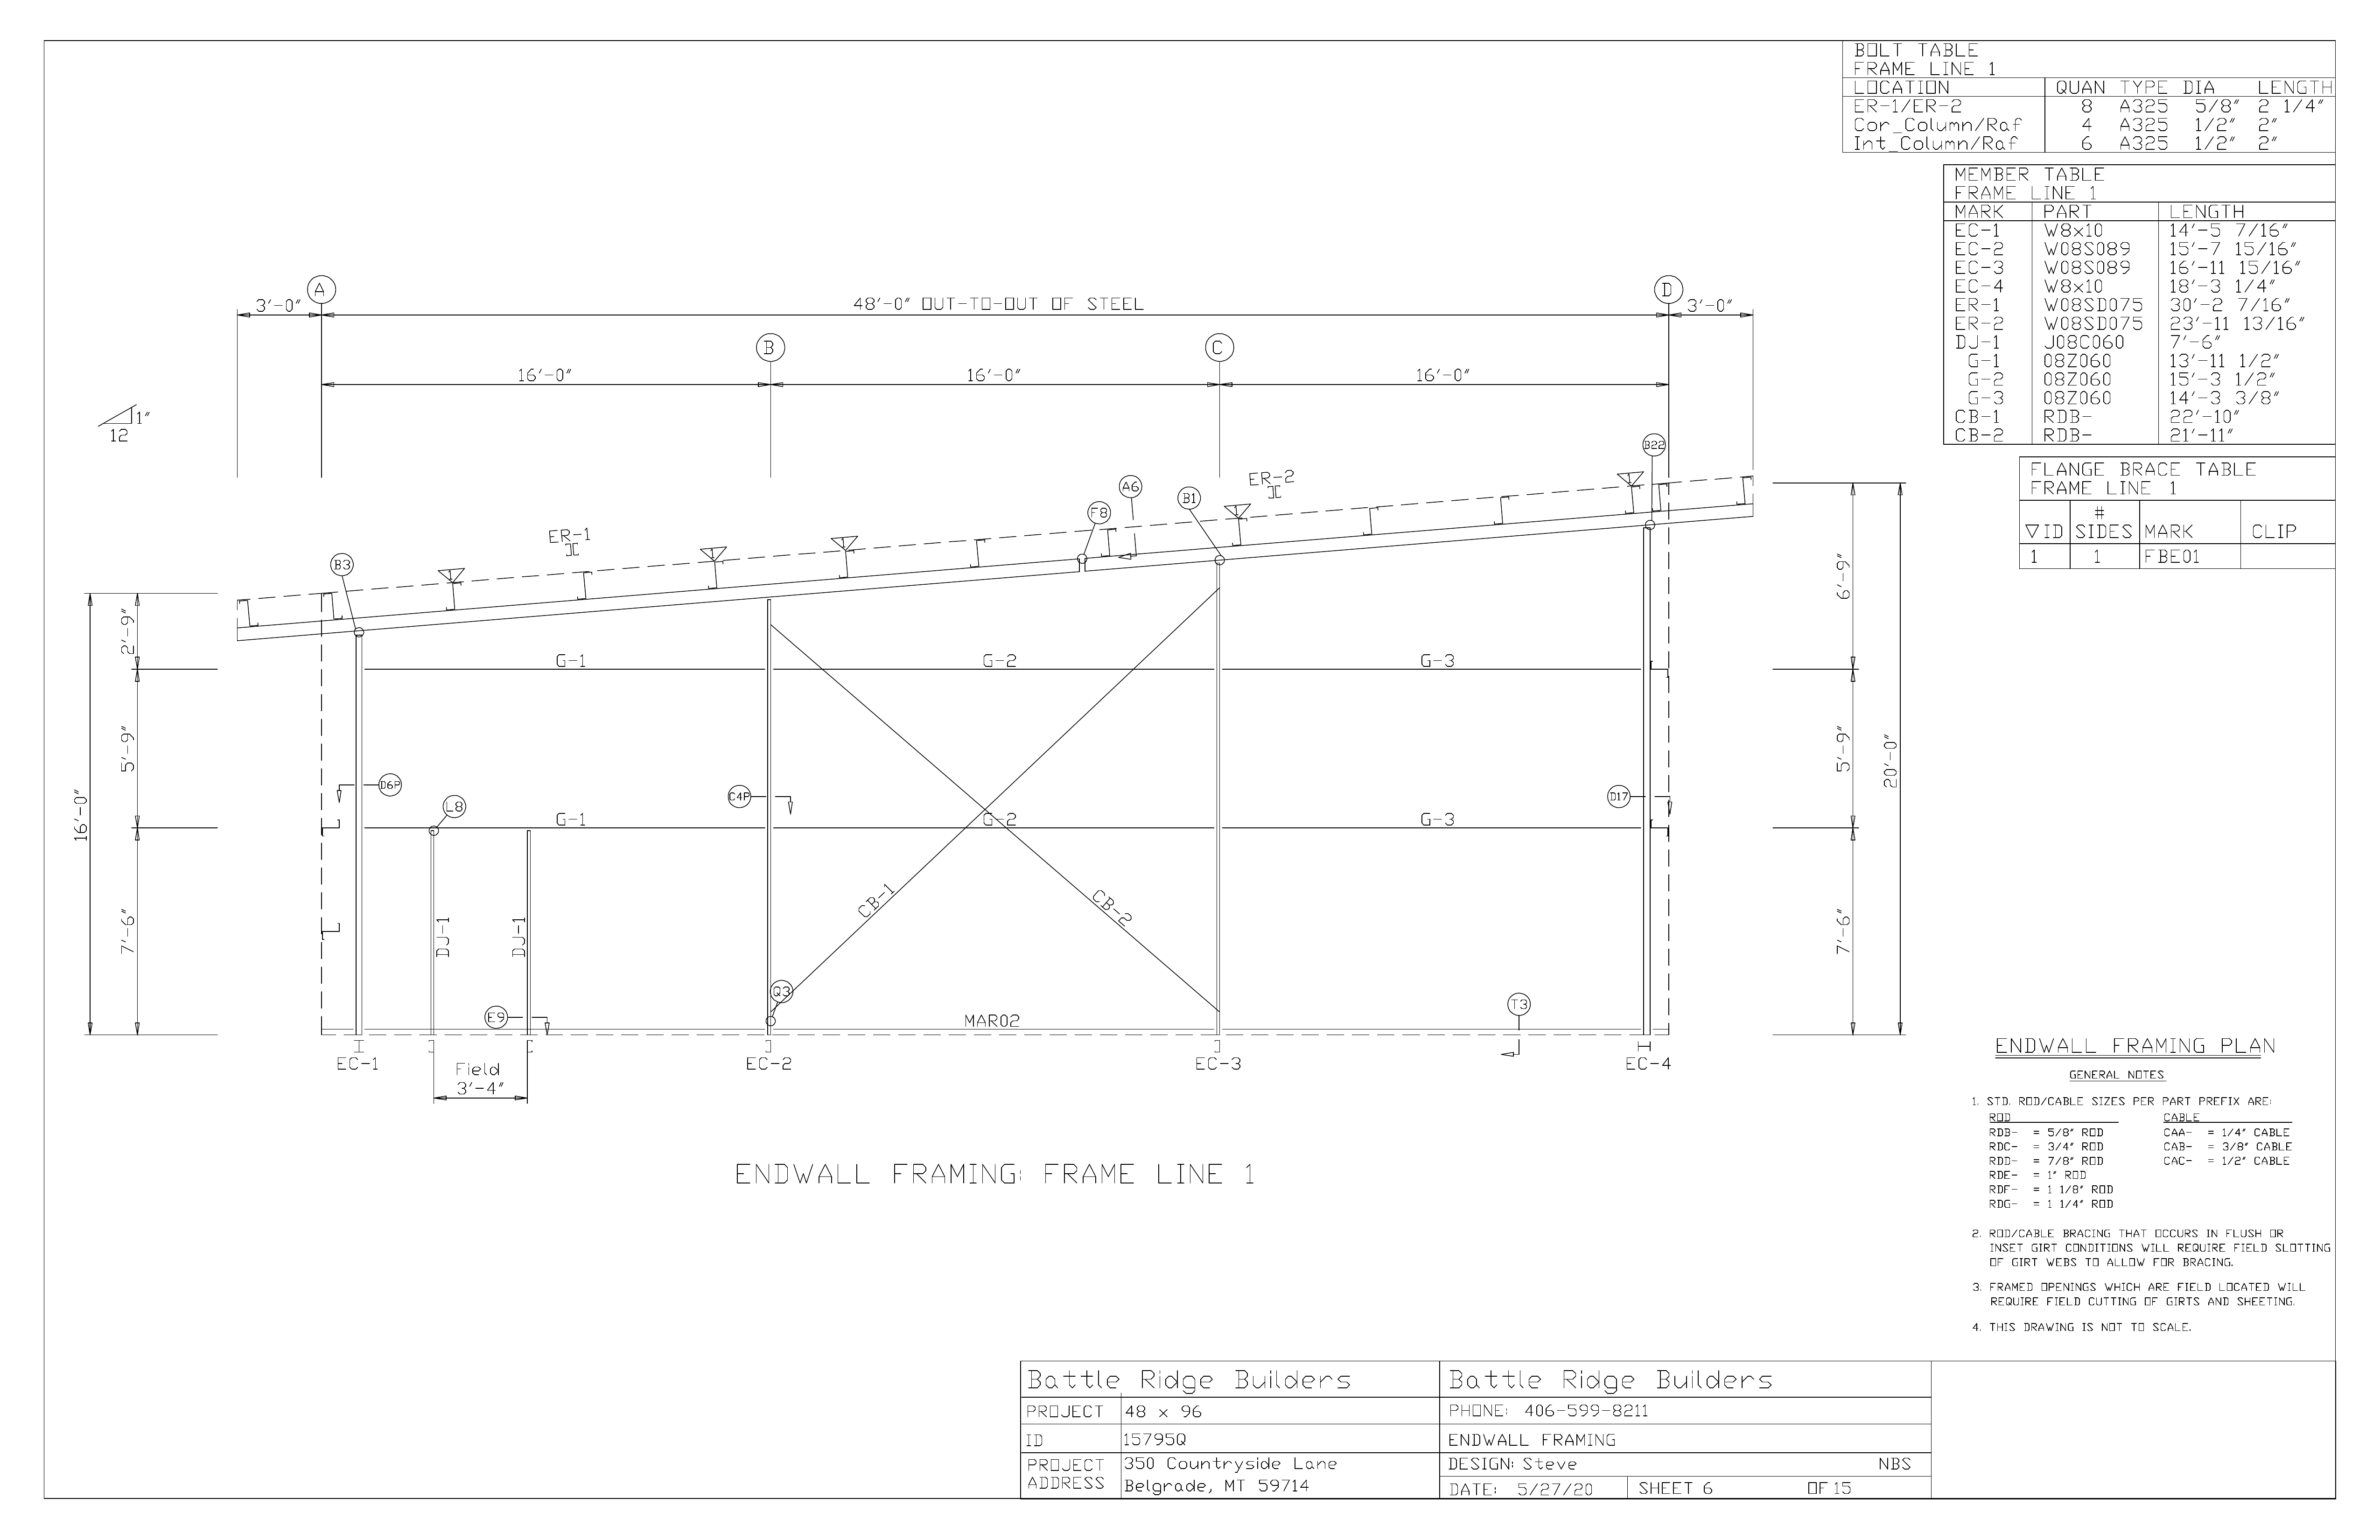 BOLT TABLE
FRAME LINE 1
LOCATION QUAN TYPE DIA LENGTH
ER-1/ER-2 8 A325 5/8" 2 1/4"
Cor_Column/Raf 4 A325 1/2" 2"
Int_Column/Raf 6 A325 1/2" 2"
MEMBER TABLE
FRAME LINE 1
MARK PART LENGTH
EC-1 W8x10 14'-5 7/16"
EC-2 W08S089 15'-7 15/16"
EC-3 W08S089 16'-11 15/16"
EC-4 W8x10 18'-3 1/4"
ER-1 W08SD075 30'-2 7/16"
ER-2 W08SD075 23'-11 13/16"
DJ-1 J08C060 7'-6"
G-1 08Z060 13'-11 1/2"
G-2 08Z060 15'-3 1/2"
G-3 08Z060 14'-3 3/8"
CB-1 RDB- 22'-10"
CB-2 RDB- 21'-11"
FLANGE BRACE TABLE
FRAME LINE 1
▽ID # SIDES MARK CLIP
1 1 FBE01
A D
3'-0" 48'-0" OUT-TO-OUT OF STEEL 3'-0"
B C
16'-0" 16'-0" 16'-0"
1"
12
B22
ER-2
A6 B1
1
F8
1
ER-1
1
1
B3
1
2'-9" 6'-9"
G-1 G-2 G-3
5'-9" 5'-9"
16'-0" 20'-0"
D6P C4P D17
L8
G-1 G-2 G-3
CB-1 CB-2
7'-6" DJ-1 DJ-1 7'-6"
Q3
E9 MAR02 T3
EC-1 EC-2 EC-3 EC-4
Field
3'-4"
ENDWALL FRAMING: FRAME LINE 1
ENDWALL FRAMING PLAN
GENERAL NOTES
1. STD. ROD/CABLE SIZES PER PART PREFIX ARE:
ROD CABLE
RDB- = 5/8" ROD CAA- = 1/4" CABLE
RDC- = 3/4" ROD CAB- = 3/8" CABLE
RDD- = 7/8" ROD CAC- = 1/2" CABLE
RDE- = 1" ROD
RDF- = 1 1/8" ROD
RDG- = 1 1/4" ROD
2. ROD/CABLE BRACING THAT OCCURS IN FLUSH OR
INSET GIRT CONDITIONS WILL REQUIRE FIELD SLOTTING
OF GIRT WEBS TO ALLOW FOR BRACING.
3. FRAMED OPENINGS WHICH ARE FIELD LOCATED WILL
REQUIRE FIELD CUTTING OF GIRTS AND SHEETING.
4. THIS DRAWING IS NOT TO SCALE.
Battle Ridge Builders
PROJECT 48 x 96
ID 15795Q
PROJECT ADDRESS 350 Countryside Lane
Belgrade, MT 59714
Battle Ridge Builders
PHONE: 406-599-8211
ENDWALL FRAMING
DESIGN: Steve NBS
DATE: 5/27/20 SHEET 6 OF 15